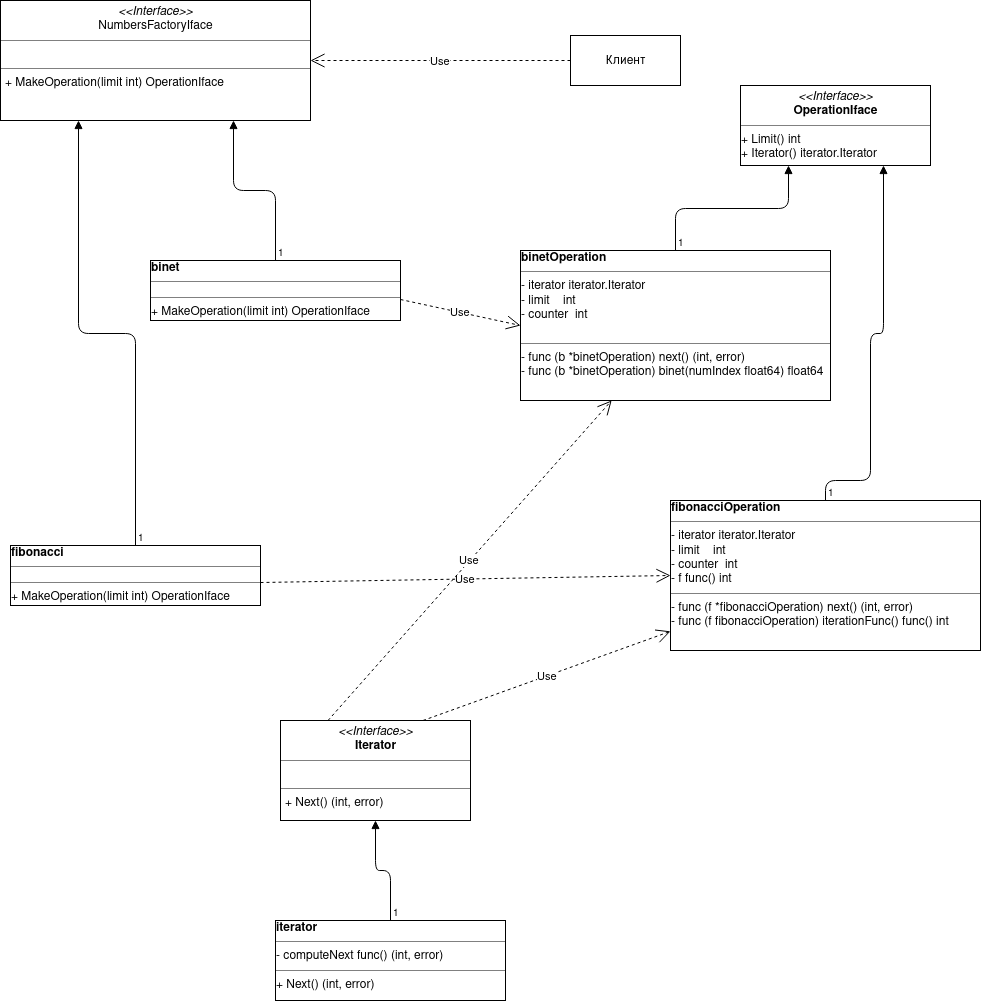 <<Interface>>
NumbersFactoryIface
+ MakeOperation(limit int) OperationIface
Use
Клиент
<<Interface>>
OperationIface
+ Limit() int
+ Iterator() iterator.Iterator
1
binet
+ MakeOperation(limit int) OperationIface
Use
1
binetOperation
- iterator iterator.Iterator
- limit    int
- counter  int
- func (b *binetOperation) next() (int, error)
- func (b *binetOperation) binet(numIndex float64) float64
1
fibonacci
+ MakeOperation(limit int) OperationIface
Use
Use
1
fibonacciOperation
- iterator iterator.Iterator
- limit    int
- counter  int
- f func() int
- func (f *fibonacciOperation) next() (int, error)
- func (f fibonacciOperation) iterationFunc() func() int
Use
<<Interface>>
Iterator
+ Next() (int, error)
1
iterator
- computeNext func() (int, error)
+ Next() (int, error)